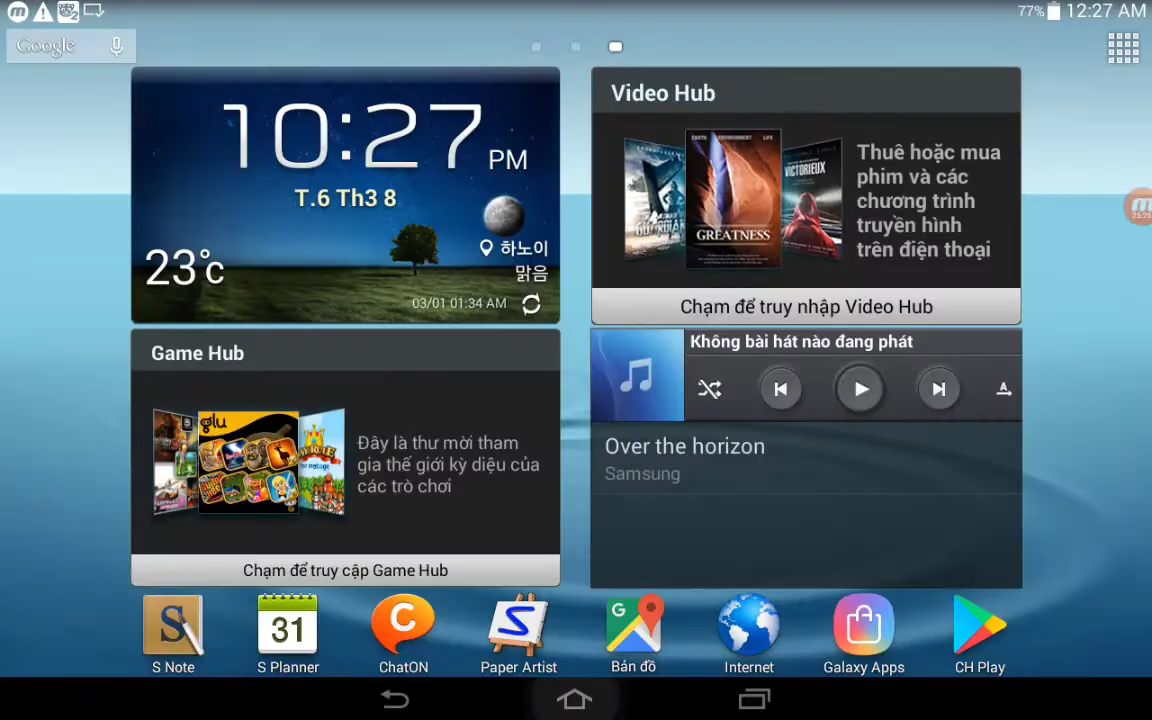 77% 12:27 AM
Google
10:27 PM
T.6 Th3 8
하노이
23°c
맑음
03/01 01:34 AM
Video Hub
EARTH ENVIRONMENT LIFE
GREATNESS
VICTORIEUX
Thuê hoặc mua
phim và các
chương trình
truyền hình
trên điện thoại
Chạm để truy nhập Video Hub
Game Hub
glu
Đây là thư mời tham
gia thế giới kỳ diệu của
các trò chơi
Chạm để truy cập Game Hub
Không bài hát nào đang phát
A
Over the horizon
Samsung
S Note
31
S Planner
ChatON
Paper Artist
Bản đồ
Internet
Galaxy Apps
CH Play